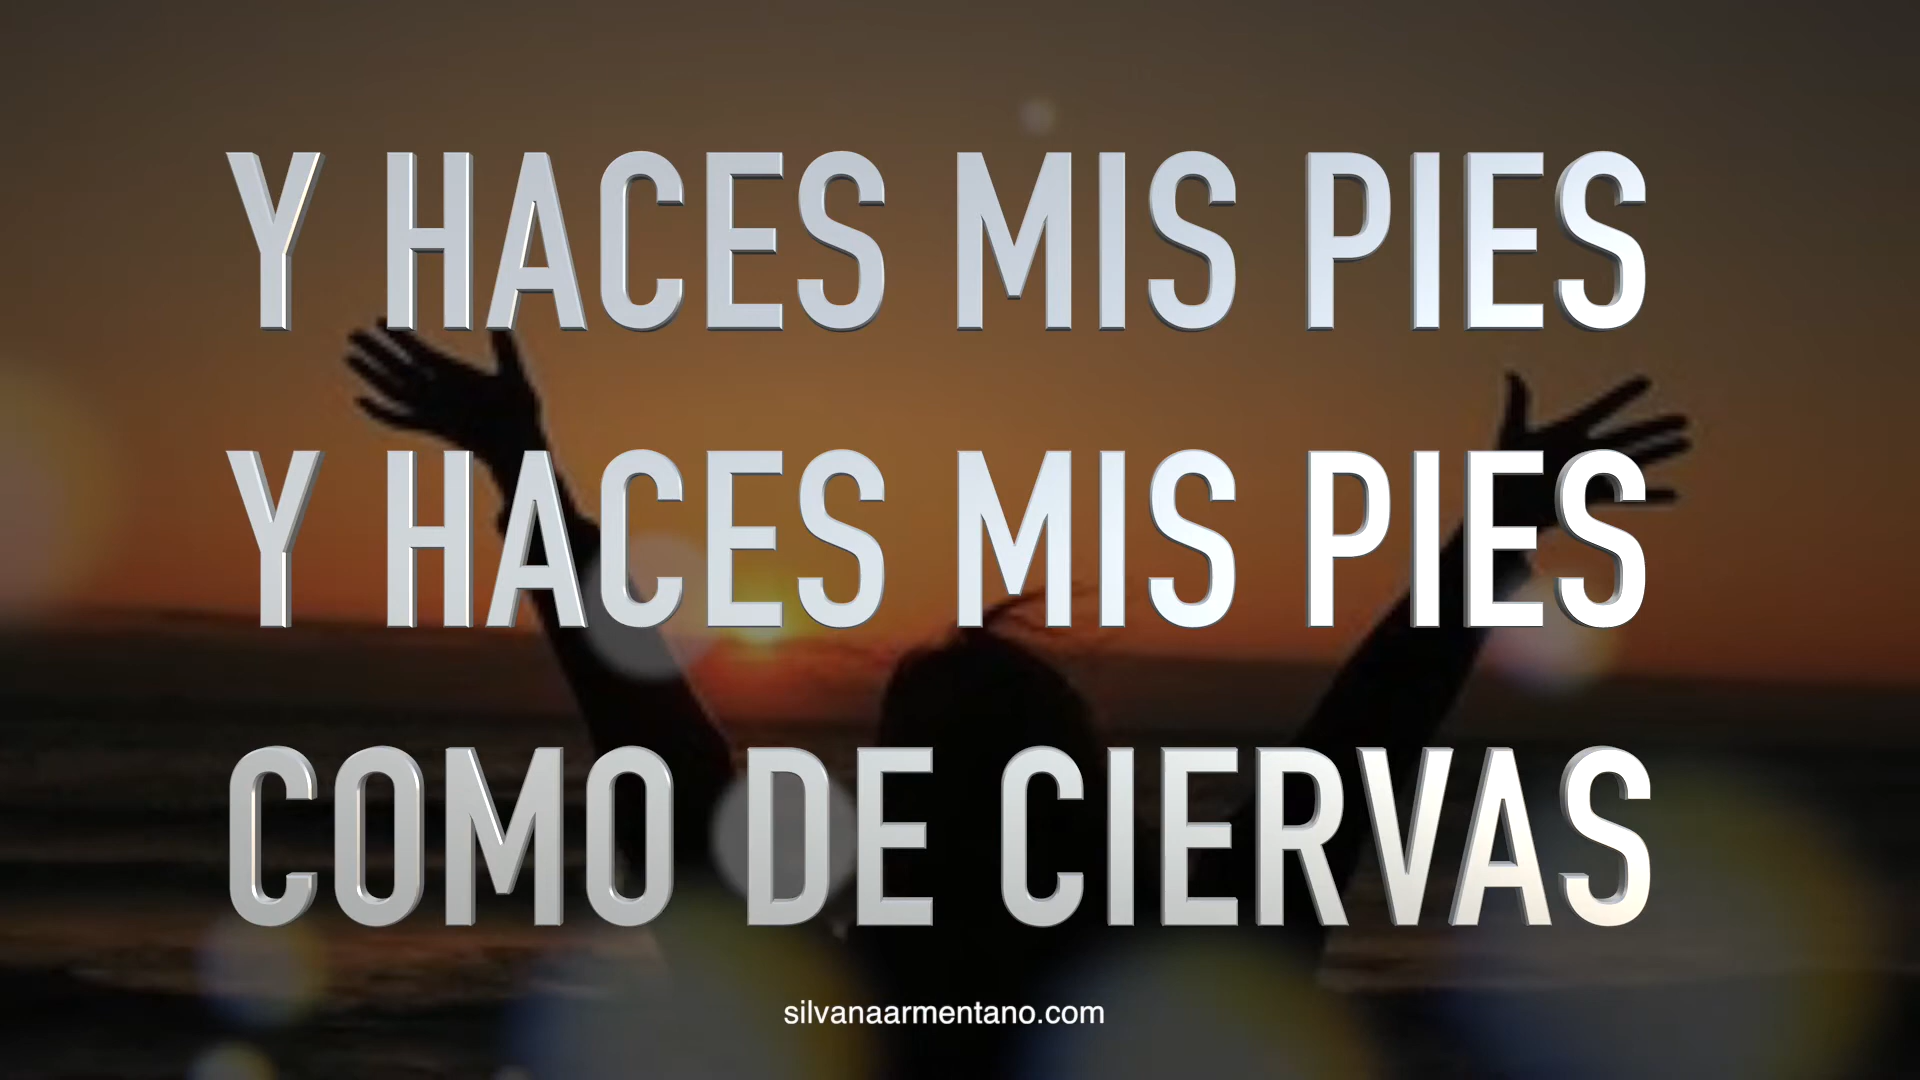 Y HACES MIS PIES
Y HACES MIS PIES
COMO DE CIERVAS
silvanaarmentano.com